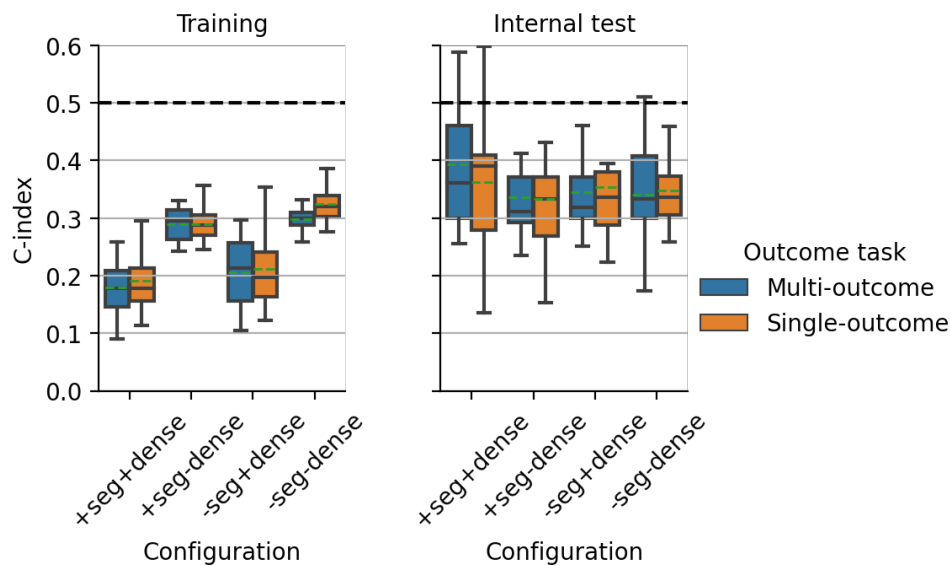 Training
Internal test
C-index
0.6
0.5
0.4
0.3
0.2
0.1
0.0
+seg+dense
+seg-dense
-seg+dense
-seg-dense
Configuration
+seg+dense
+seg-dense
-seg+dense
-seg-dense
Configuration
Outcome task
Multi-outcome
Single-outcome